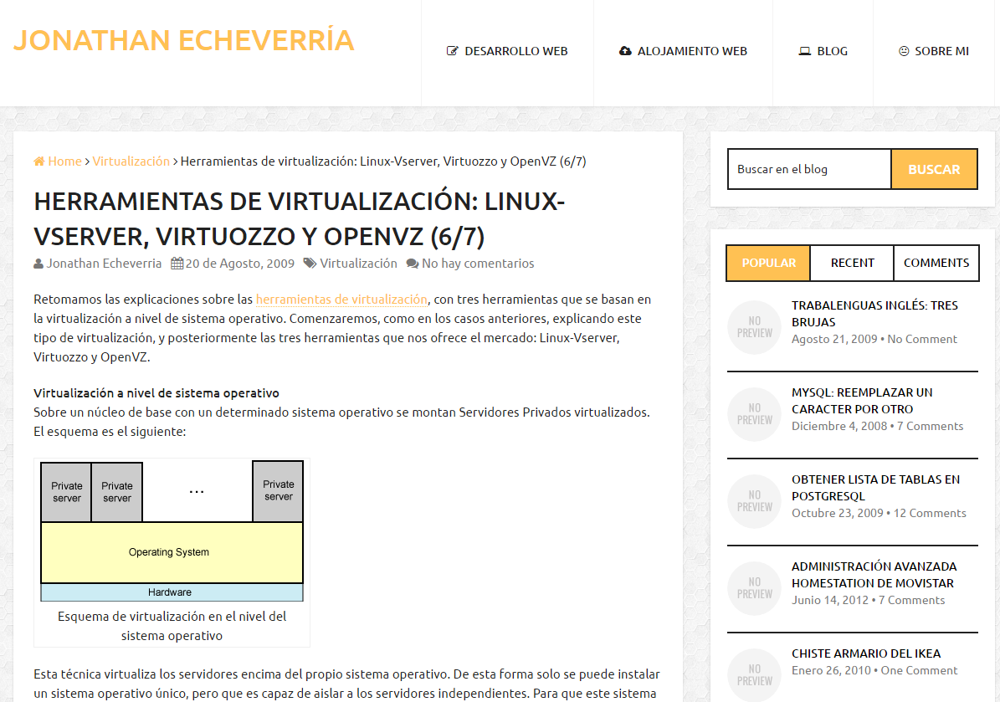 JONATHAN ECHEVERRÍA
DESARROLLO WEB
ALOJAMIENTO WEB
BLOG
SOBRE MI
Home > Virtualización > Herramientas de virtualización: Linux-Vserver, Virtuozzo y OpenVZ (6/7)
HERRAMIENTAS DE VIRTUALIZACIÓN: LINUX-
VSERVER, VIRTUOZZO Y OPENVZ (6/7)
Jonathan Echeverria 20 de Agosto, 2009 Virtualización No hay comentarios
Retomamos las explicaciones sobre las herramientas de virtualización, con tres herramientas que se basan en
la virtualización a nivel de sistema operativo. Comenzaremos, como en los casos anteriores, explicando este
tipo de virtualización, y posteriormente las tres herramientas que nos ofrece el mercado: Linux-Vserver,
Virtuozzo y OpenVZ.
Virtualización a nivel de sistema operativo
Sobre un núcleo de base con un determinado sistema operativo se montan Servidores Privados virtualizados.
El esquema es el siguiente:
Private
server
Private
server
...
Private
server
Operating System
Hardware
Esquema de virtualización en el nivel del
sistema operativo
Esta técnica virtualiza los servidores encima del propio sistema operativo. De esta forma solo se puede instalar
un sistema operativo único, pero que es capaz de aislar a los servidores independientes. Para que este sistema
Buscar en el blog
BUSCAR
POPULAR
RECENT
COMMENTS
NO
PREVIEW
TRABALENGUAS INGLÉS: TRES
BRUJAS
Agosto 21, 2009 • No Comment
NO
PREVIEW
MYSQL: REEMPLAZAR UN
CARACTER POR OTRO
Diciembre 4, 2008 • 7 Comments
NO
PREVIEW
OBTENER LISTA DE TABLAS EN
POSTGRESQL
Octubre 23, 2009 • 12 Comments
NO
PREVIEW
ADMINISTRACIÓN AVANZADA
HOMESTATION DE MOVISTAR
Junio 14, 2012 • 7 Comments
NO
PREVIEW
CHISTE ARMARIO DEL IKEA
Enero 26, 2010 • One Comment